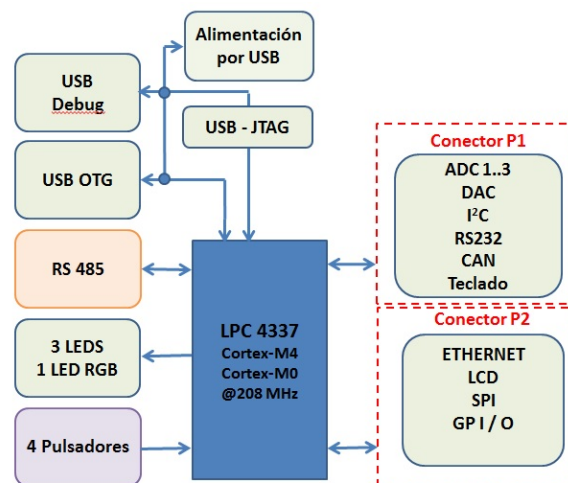 Alimentación
por USB
USB
Debug
USB - JTAG
USB OTG
RS 485
3 LEDS
1 LED RGB
4 Pulsadores
LPC 4337
Cortex-M4
Cortex-M0
@208 MHz
Conector P1
ADC 1..3
DAC
I²C
RS232
CAN
Teclado
Conector P2
ETHERNET
LCD
SPI
GP I / O